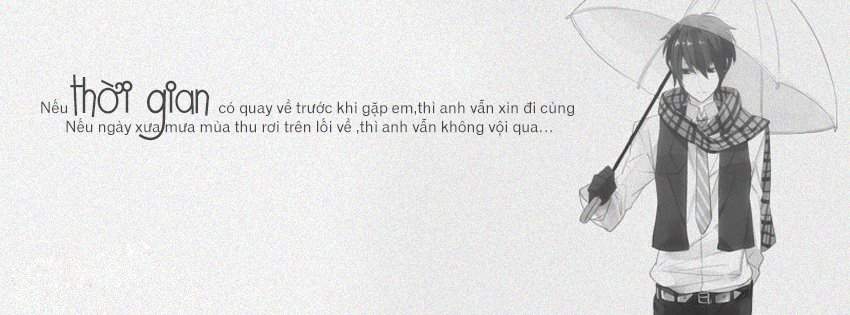 Nếu thời gian có quay về trước khi gặp em,thì anh vẫn xin đi cùng
Nếu ngày xưa mưa mùa thu rơi trên lối về ,thì anh vẫn không vội qua...